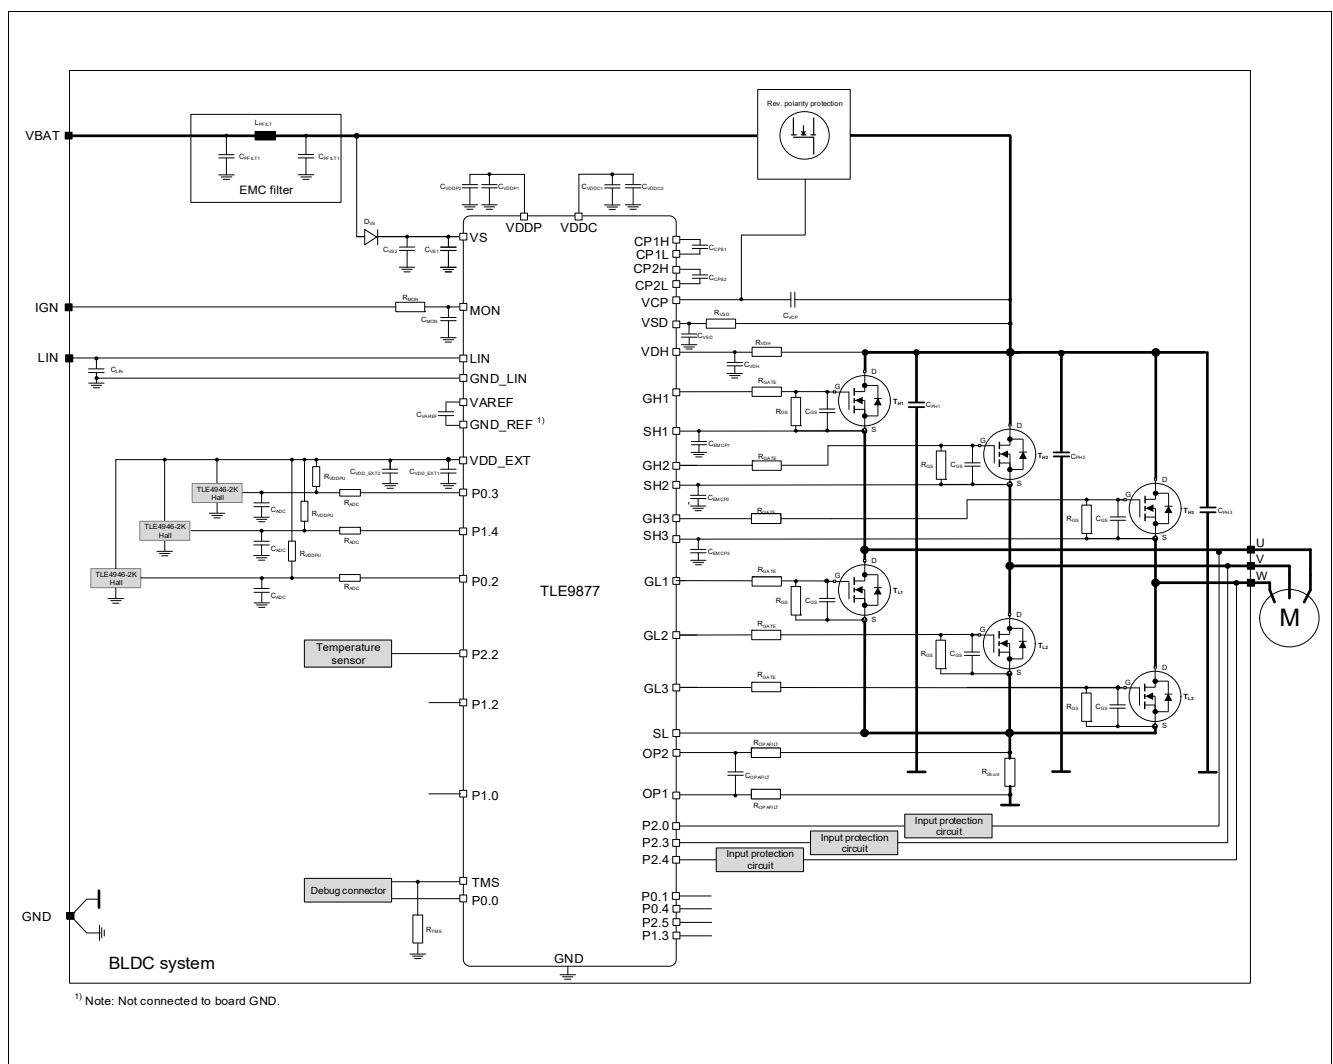 Rev. polarity protection
VBAT
LPFILT
CPFILT1
CPFILT1
EMC filter
CVDDP2
CVDDP1
CVDDC1
CVDDC2
VDDP
VDDC
DVS
VS
CVS2
CVS1
CP1H
CP1L
CCPS1
CP2H
CP2L
CCPS2
VCP
CVCP
IGN
RMON
MON
CMON
VSD
RVSD
CVSD
LIN
LIN
CLIN
GND_LIN
VDH
RVDH
CVDH
VAREF
CVAREF
GND_REF 1)
GH1
RGATE
RGS
CGS
G
D
S
TH1
CPH1
SH1
CEMCP1
GH2
RGATE
RGS
CGS
G
D
S
TH2
CPH2
SH2
CEMCP2
GH3
RGATE
RGS
CGS
G
D
S
TH3
CPH3
SH3
CEMCP3
VDD_EXT
CVDD_EXT2
CVDD_EXT1
RVDDPU
TLE4946-2K
Hall
CADC
RADC
P0.3
RVDDPU
TLE4946-2K
Hall
CADC
RADC
P1.4
RVDDPU
TLE4946-2K
Hall
CADC
RADC
P0.2
TLE9877
U
V
W
M
GL1
RGATE
RGS
CGS
G
D
S
TL1
GL2
RGATE
RGS
CGS
G
D
S
TL2
GL3
RGATE
RGS
CGS
G
D
S
TL3
Temperature
sensor
P2.2
P1.2
P1.0
SL
OP2
ROPAFILT
COPAFILT
RShunt
OP1
ROPAFILT
P2.0
Input protection
circuit
P2.3
Input protection
circuit
P2.4
Input protection
circuit
Debug connector
TMS
P0.0
RTMS
P0.1
P0.4
P2.5
P1.3
GND
GND
BLDC system
1) Note: Not connected to board GND.